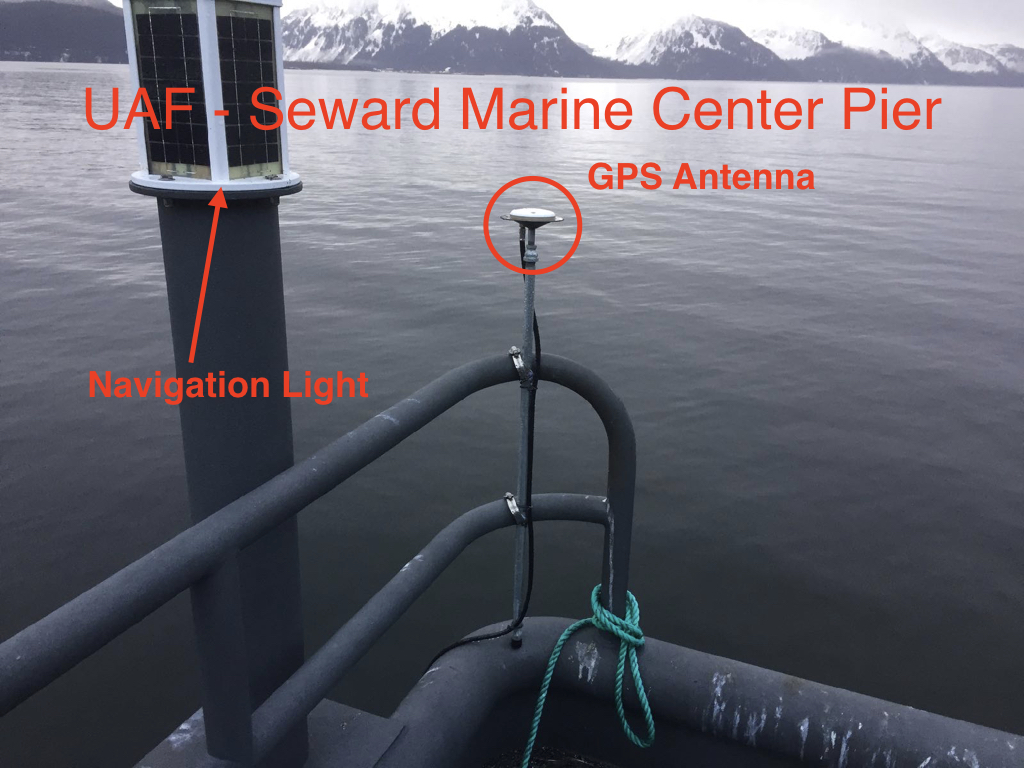 UAF - Seward Marine Center Pier
GPS Antenna
Navigation Light